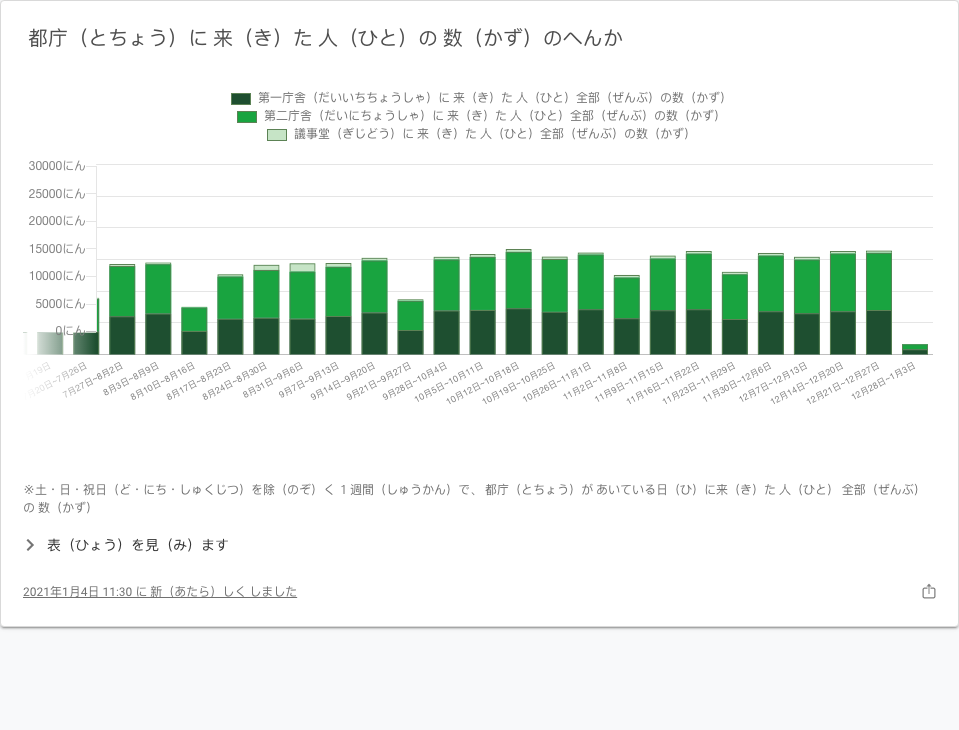 都庁（とちょう）に 来（き）た 人（ひと）の 数（かず）のへんか
第一庁舎（だいいちちょうしゃ）に 来（き）た 人（ひと）全部（ぜんぶ）の数（かず）
第二庁舎（だいにちょうしゃ）に 来（き）た 人（ひと）全部（ぜんぶ）の数（かず）
議事堂（ぎじどう）に 来（き）た 人（ひと）全部（ぜんぶ）の数（かず）
30000にん
25000にん
20000にん
15000にん
10000にん
5000にん
0にん
7月27日~8月2日
8月3日~8月9日
8月10日~8月16日
8月17日~8月23日
8月24日~8月30日
8月31日~9月6日
9月7日~9月13日
9月14日~9月20日
9月21日~9月27日
9月28日~10月4日
10月5日~10月11日
10月12日~10月18日
10月19日~10月25日
10月26日~11月1日
11月2日~11月8日
11月9日~11月15日
11月16日~11月22日
11月23日~11月29日
11月30日~12月6日
12月7日~12月13日
12月14日~12月20日
12月21日~12月27日
12月28日~1月3日
※土・日・祝日（ど・にち・しゅくじつ）を除（のぞ）く 1 週間（しゅうかん）で、 都庁（とちょう）が あいている日（ひ）に来（き）た 人（ひと） 全部（ぜんぶ）
の 数（かず）
表（ひょう）を見（み）ます
2021年1月4日 11:30 に 新（あたら）しく しました